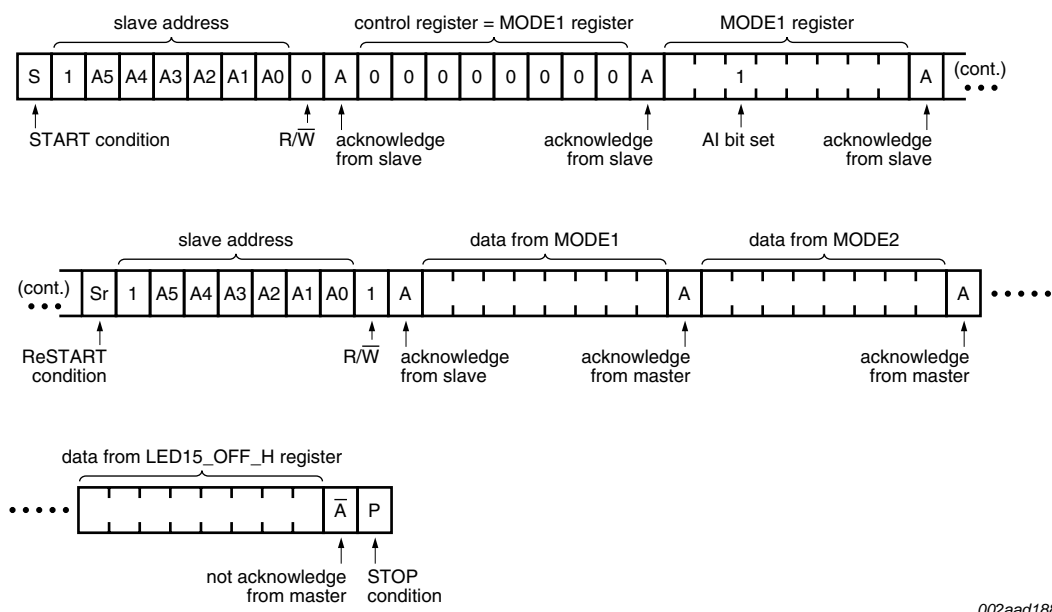 slave address control register = MODE1 register MODE1 register
S 1 A5 A4 A3 A2 A1 A0 0 A 0 0 0 0 0 0 0 0 A 1 A (cont.)
START condition R/W̅ acknowledge from slave acknowledge from slave AI bit set acknowledge from slave
slave address data from MODE1 data from MODE2
(cont.) Sr 1 A5 A4 A3 A2 A1 A0 1 A A A
ReSTART condition R/W̅ acknowledge from slave acknowledge from master acknowledge from master
data from LED15_OFF_H register
A̅ P
not acknowledge from master STOP condition
002aad188